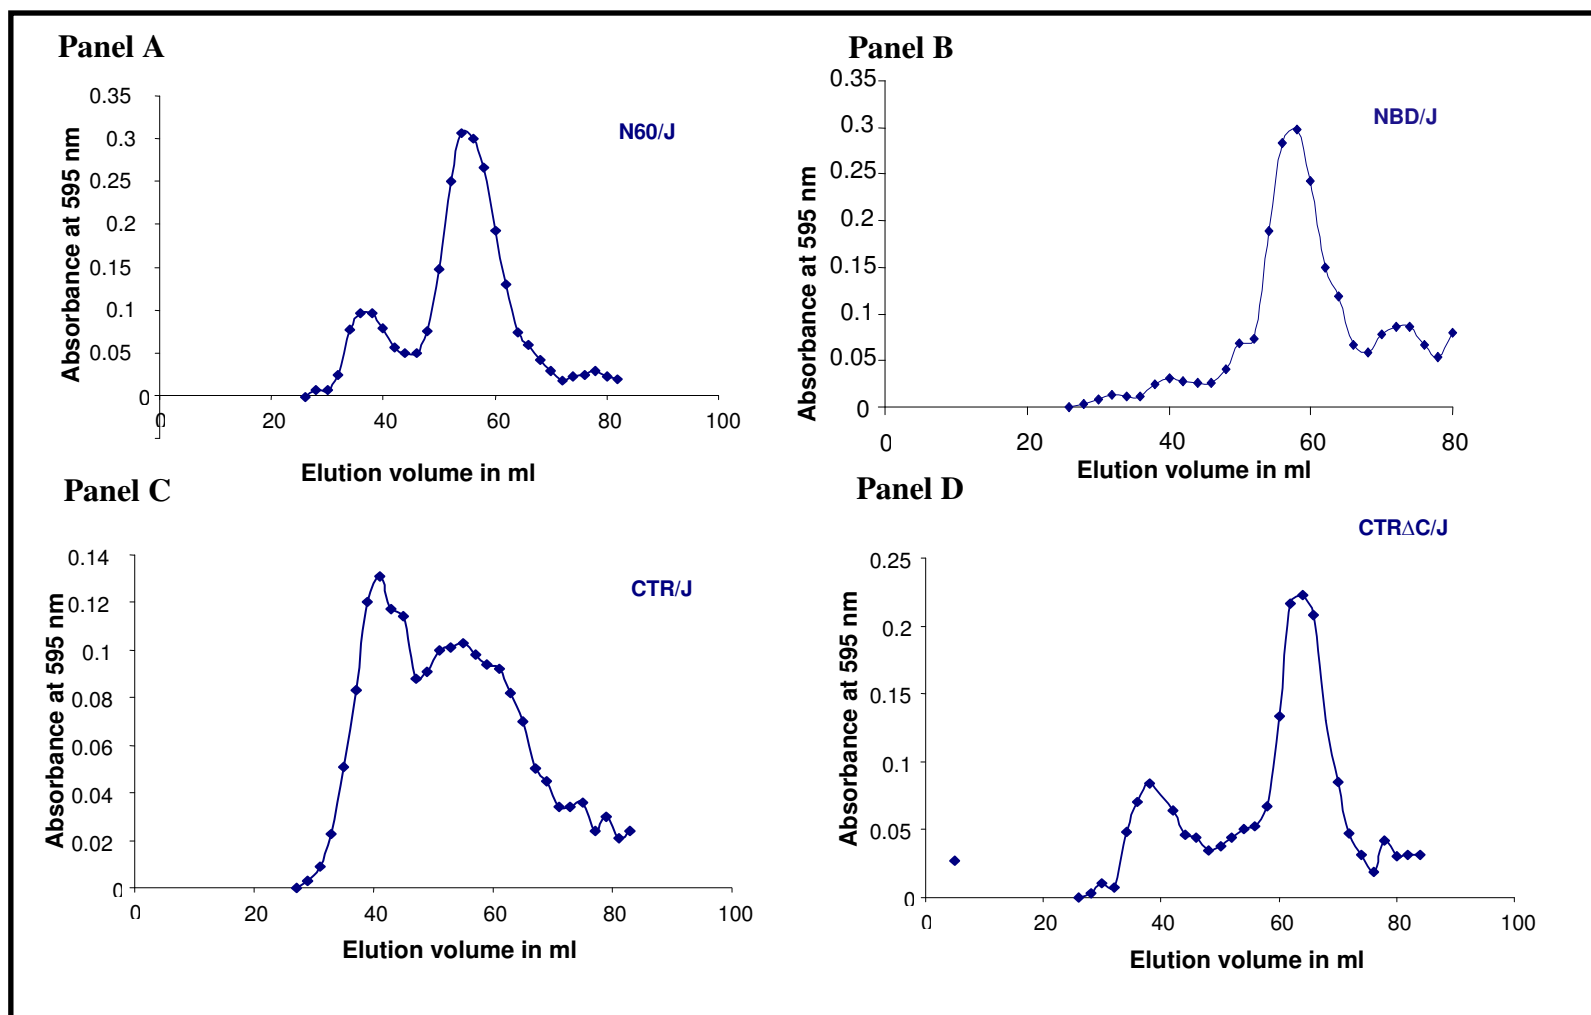 Panel A
N60/J
Absorbance at 595 nm
0.35
0.3
0.25
0.2
0.15
0.1
0.05
0
0 20 40 60 80 100
Elution volume in ml
Panel B
NBD/J
Absorbance at 595 nm
0.35
0.3
0.25
0.2
0.15
0.1
0.05
0
0 20 40 60 80
Elution volume in ml
Panel C
CTR/J
Absorbance at 595 nm
0.14
0.12
0.1
0.08
0.06
0.04
0.02
0
0 20 40 60 80 100
Elution volume in ml
Panel D
CTRΔC/J
Absorbance at 595 nm
0.25
0.2
0.15
0.1
0.05
0
0 20 40 60 80 100
Elution volume in ml